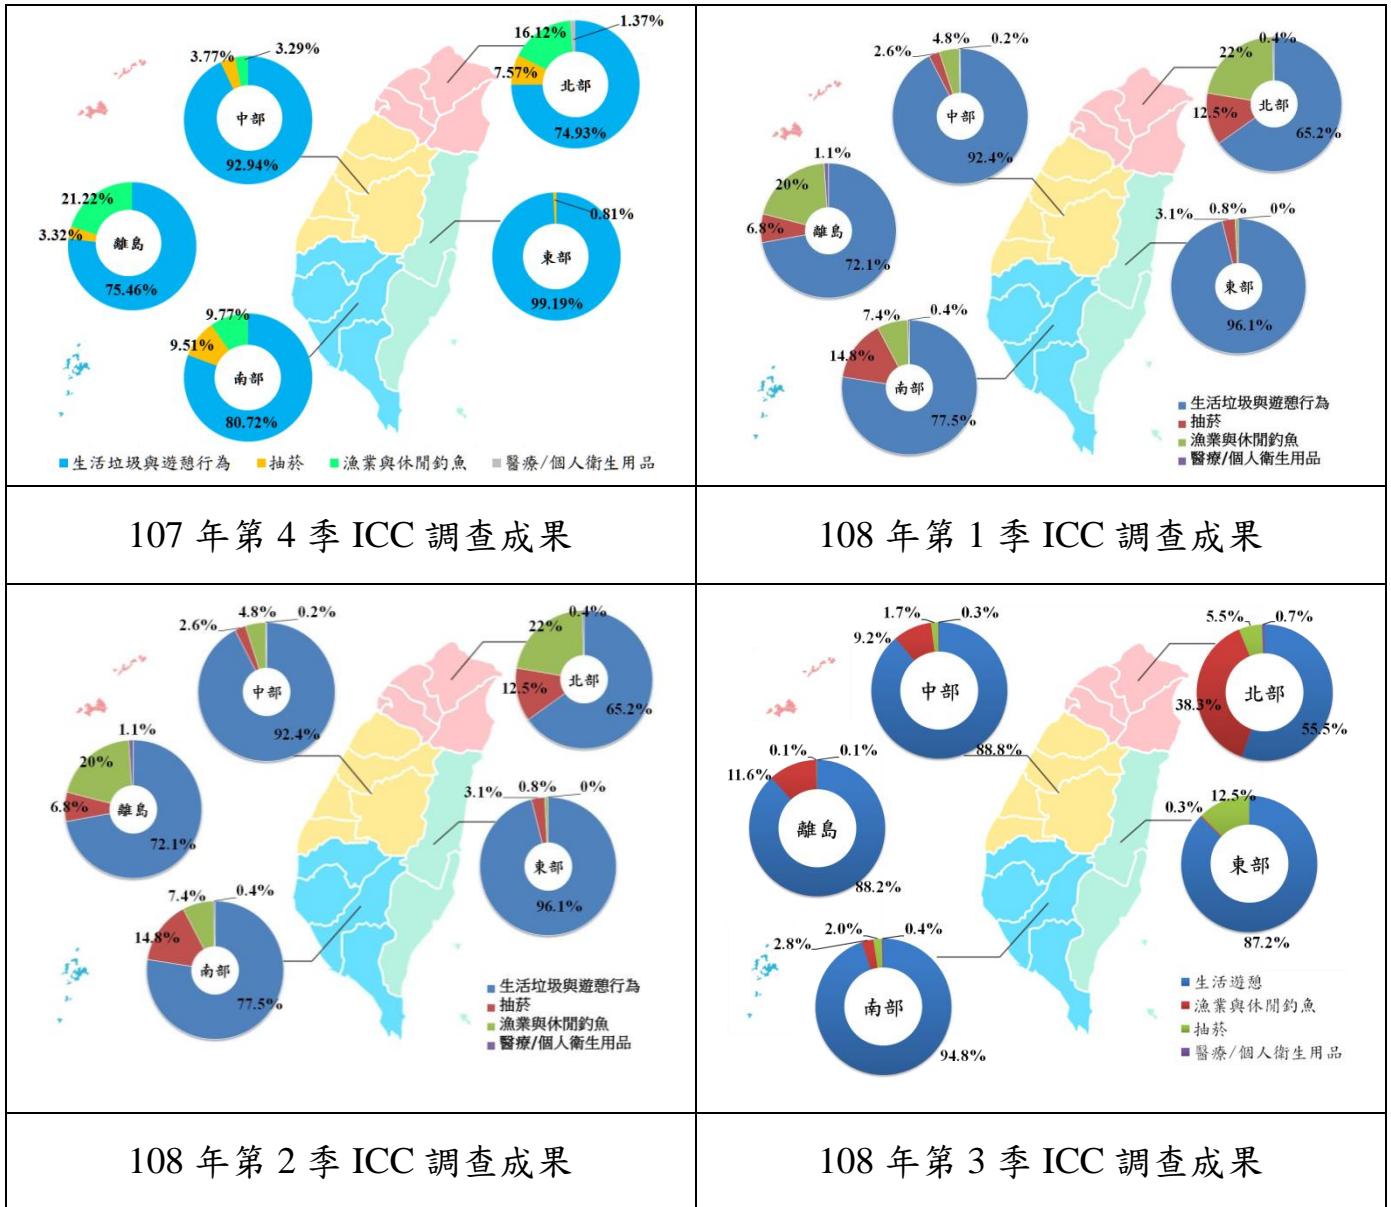 3.77%
3.29%
中部
92.94%
16.12%
1.37%
7.57%
北部
74.93%
21.22%
3.32%
離島
75.46%
0.81%
東部
99.19%
9.77%
9.51%
南部
80.72%
生活垃圾與遊憩行為 抽菸 漁業與休閒釣魚 醫療/個人衛生用品
2.6%
4.8%
0.2%
中部
92.4%
22%
0.4%
12.5%
北部
65.2%
1.1%
20%
6.8%
離島
72.1%
3.1%
0.8%
0%
東部
96.1%
7.4%
0.4%
14.8%
南部
77.5%
生活垃圾與遊憩行為
抽菸
漁業與休閒釣魚
醫療/個人衛生用品
107 年第 4 季 ICC 調查成果
108 年第 1 季 ICC 調查成果
2.6%
4.8%
0.2%
中部
92.4%
22%
0.4%
12.5%
北部
65.2%
1.1%
20%
6.8%
離島
72.1%
3.1%
0.8%
0%
東部
96.1%
7.4%
0.4%
14.8%
南部
77.5%
生活垃圾與遊憩行為
抽菸
漁業與休閒釣魚
醫療/個人衛生用品
1.7%
0.3%
9.2%
中部
88.8%
5.5%
0.7%
38.3%
北部
55.5%
0.1%
0.1%
11.6%
離島
88.2%
0.3%
12.5%
東部
87.2%
2.8%
2.0%
0.4%
南部
94.8%
生活遊憩
漁業與休閒釣魚
抽菸
醫療/個人衛生用品
108 年第 2 季 ICC 調查成果
108 年第 3 季 ICC 調查成果